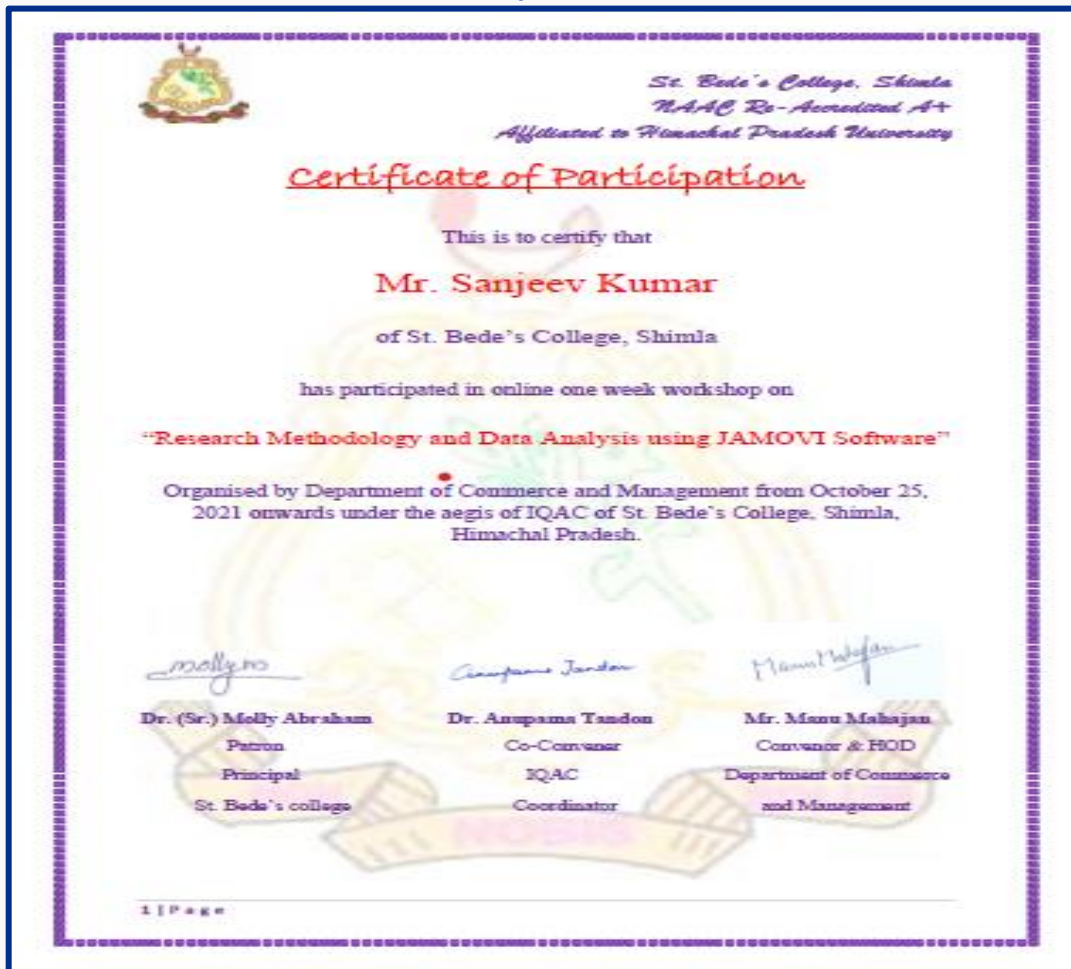 St. Bede's College, Shimla
NAAC Re-Accredited A+
Affiliated to Himachal Pradesh University
Certificate of Participation
This is to certify that
Mr. Sanjeev Kumar
of St. Bede's College, Shimla
has participated in online one week workshop on
“Research Methodology and Data Analysis using JAMOVI Software”
Organised by Department of Commerce and Management from October 25,
2021 onwards under the aegis of IQAC of St. Bede's College, Shimla,
Himachal Pradesh.
Anupama Tandon
Manu Mahajan
Dr. (Sr.) Molly Abraham
Dr. Anupama Tandon
Mr. Manu Mahajan
Patron
Co-Convener
Convenor & HOD
Principal
IQAC
Department of Commerce
St. Bede's college
Coordinator
and Management
NOBIS
1 | Page